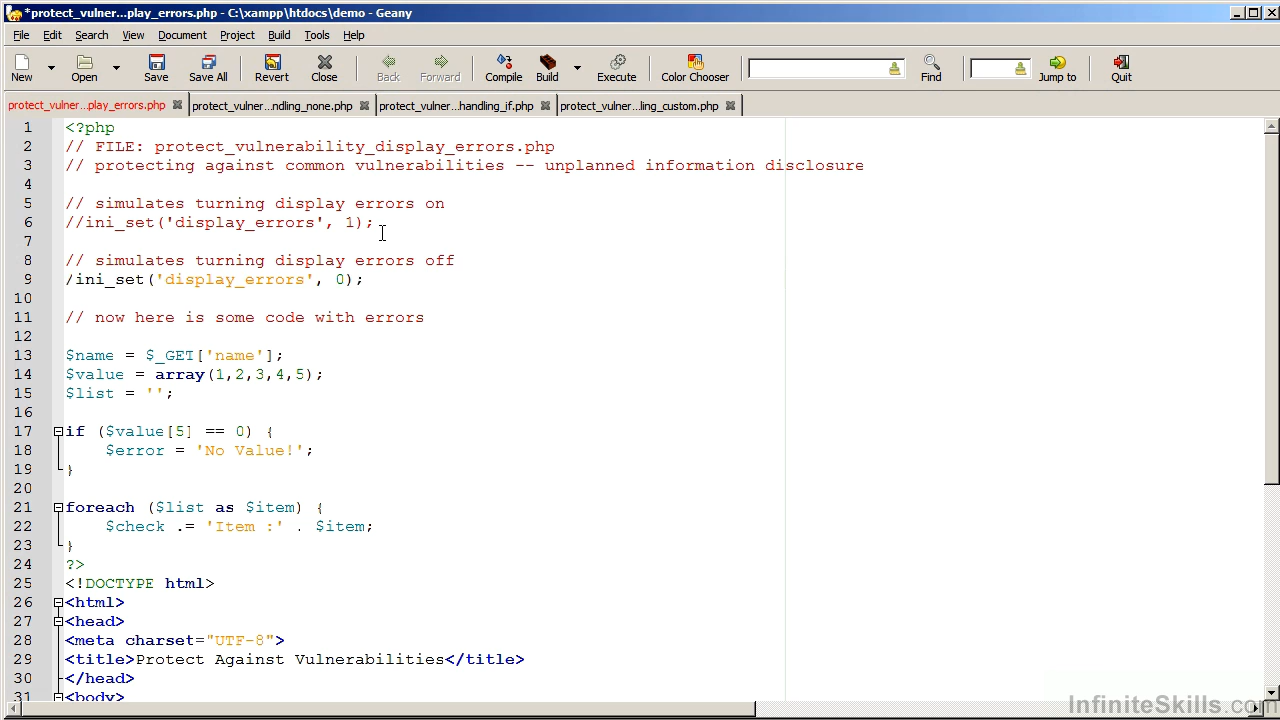 *protect_vulner...play_errors.php - C:\xampp\htdocs\demo - Geany
File Edit Search View Document Project Build Tools Help
New Open Save Save All Revert Close Back Forward Compile Build Execute Color Chooser Find Jump to Quit
protect_vulner...play_errors.php protect_vulner...ndling_none.php protect_vulner...handling_if.php protect_vulner...ling_custom.php
1 <?php
2 // FILE: protect_vulnerability_display_errors.php
3 // protecting against common vulnerabilities -- unplanned information disclosure
4
5 // simulates turning display errors on
6 //ini_set('display_errors', 1);
7
8 // simulates turning display errors off
9 /ini_set('display_errors', 0);
10
11 // now here is some code with errors
12
13 $name = $_GET['name'];
14 $value = array(1,2,3,4,5);
15 $list = '';
16
17 if ($value[5] == 0) {
18 $error = 'No Value!';
19 }
20
21 foreach ($list as $item) {
22 $check .= 'Item :' . $item;
23 }
24 ?>
25 <!DOCTYPE html>
26 <html>
27 <head>
28 <meta charset="UTF-8">
29 <title>Protect Against Vulnerabilities</title>
30 </head>
31 <body>
InfiniteSkills.com